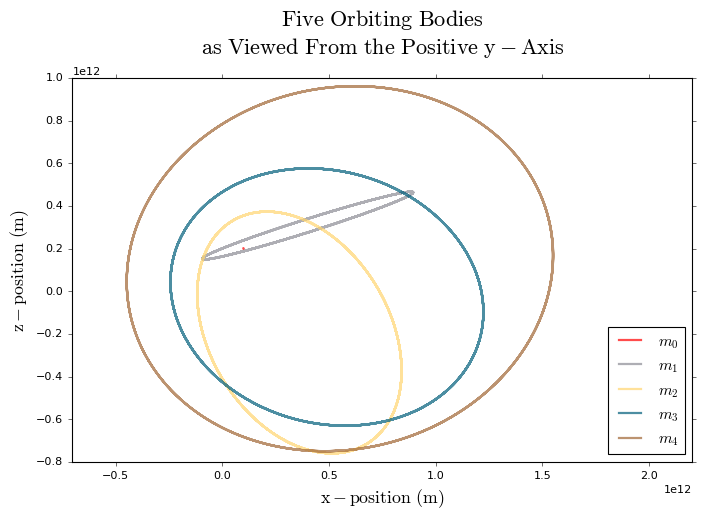 Five Orbiting Bodies
as Viewed From the Positive y − Axis
1e12
1.0
0.8
0.6
0.4
0.2
0.0
−0.2
−0.4
−0.6
−0.8
z − position (m)
m₀
m₁
m₂
m₃
m₄
−0.5 0.0 0.5 1.0 1.5 2.0
1e12
x − position (m)